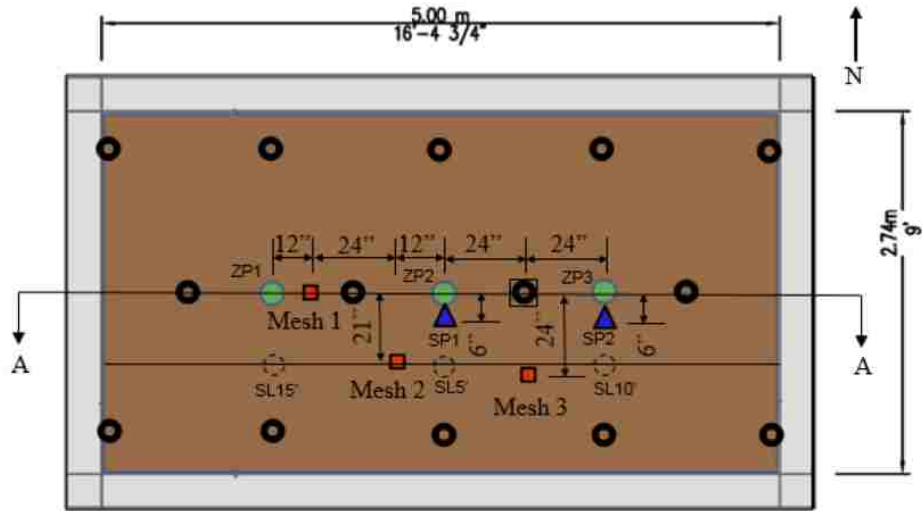 5.00 m
16'-4 3/4"
N
2.74m
9'
12” 24” 12” 24” 24”
ZP1 ZP2 ZP3
Mesh 1 21" SP1 6” 24” SP2 6”
A A
SL15' Mesh 2 SL5' Mesh 3 SL10'